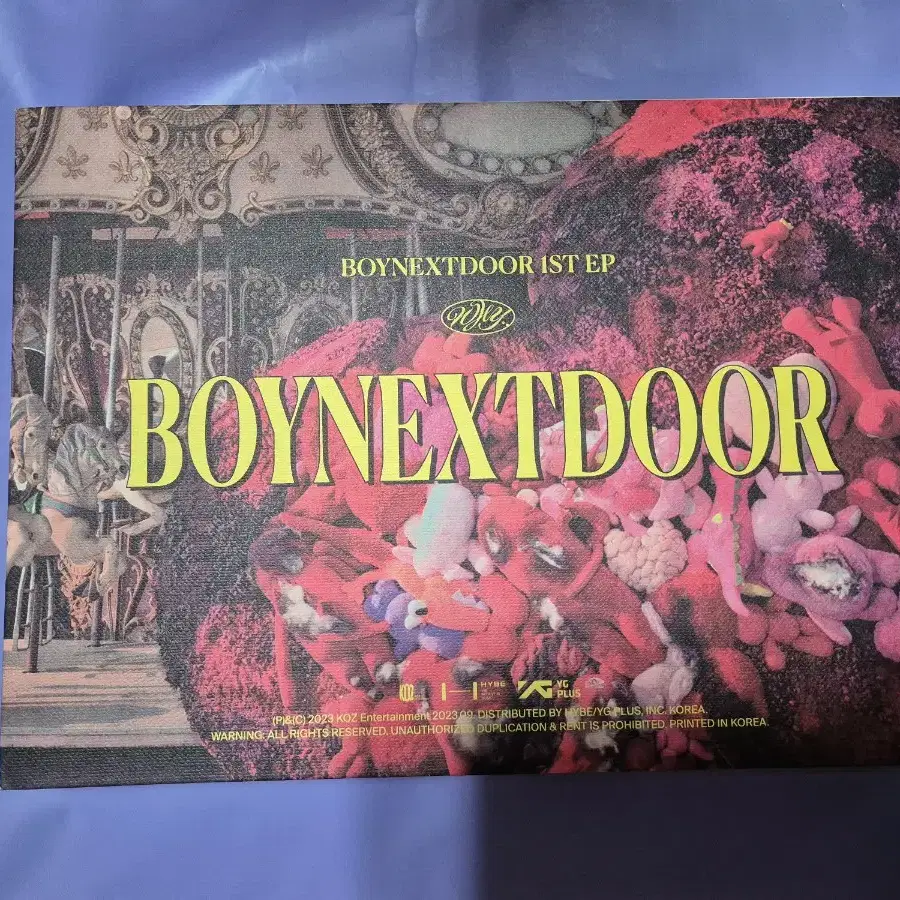 BOYNEXTDOOR 1ST EP
WHY..
BOYNEXTDOOR
KOZ HYBE YG PLUS
(P)&(C) 2023 KOZ Entertainment 2023.09. DISTRIBUTED BY HYBE/YG PLUS, INC. KOREA.
WARNING: ALL RIGHTS RESERVED. UNAUTHORIZED DUPLICATION & RENT IS PROHIBITED. PRINTED IN KOREA.